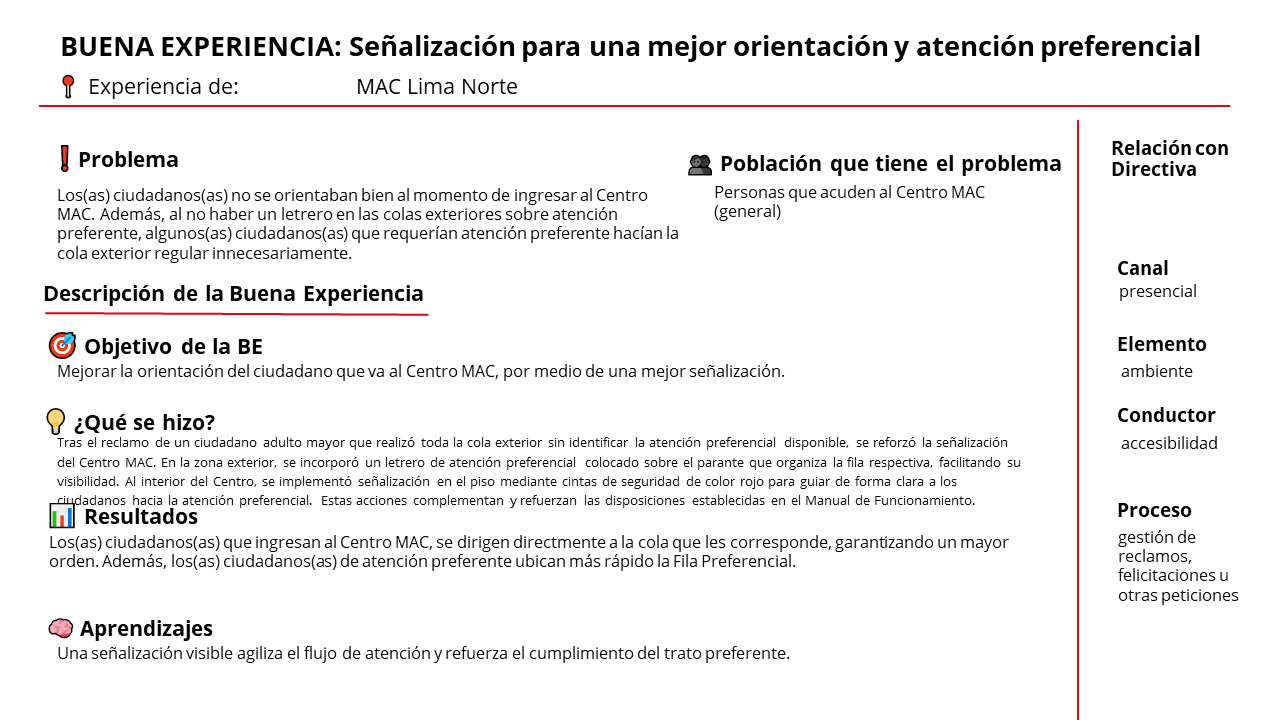 BUENA EXPERIENCIA: Señalización para una mejor orientación y atención preferencial
Experiencia de: MAC Lima Norte
Problema
Los(as) ciudadanos(as) no se orientaban bien al momento de ingresar al Centro
MAC. Además, al no haber un letrero en las colas exteriores sobre atención
preferente, algunos(as) ciudadanos(as) que requerían atención preferente hacían la
cola exterior regular innecesariamente.
Población que tiene el problema
Personas que acuden al Centro MAC
(general)
Descripción de la Buena Experiencia
Objetivo de la BE
Mejorar la orientación del ciudadano que va al Centro MAC, por medio de una mejor señalización.
¿Qué se hizo?
Tras el reclamo de un ciudadano adulto mayor que realizó toda la cola exterior sin identificar la atención preferencial disponible, se reforzó la señalización
del Centro MAC. En la zona exterior, se incorporó un letrero de atención preferencial colocado sobre el parante que organiza la fila respectiva, facilitando su
visibilidad. Al interior del Centro, se implementó señalización en el piso mediante cintas de seguridad de color rojo para guiar de forma clara a los
ciudadanos hacia la atención preferencial. Estas acciones complementan y refuerzan las disposiciones establecidas en el Manual de Funcionamiento.
Resultados
Los(as) ciudadanos(as) que ingresan al Centro MAC, se dirigen directmente a la cola que les corresponde, garantizando un mayor
orden. Además, los(as) ciudadanos(as) de atención preferente ubican más rápido la Fila Preferencial.
Aprendizajes
Una señalización visible agiliza el flujo de atención y refuerza el cumplimiento del trato preferente.
Relación con
Directiva
Canal
presencial
Elemento
ambiente
Conductor
accesibilidad
Proceso
gestión de
reclamos,
felicitaciones u
otras peticiones